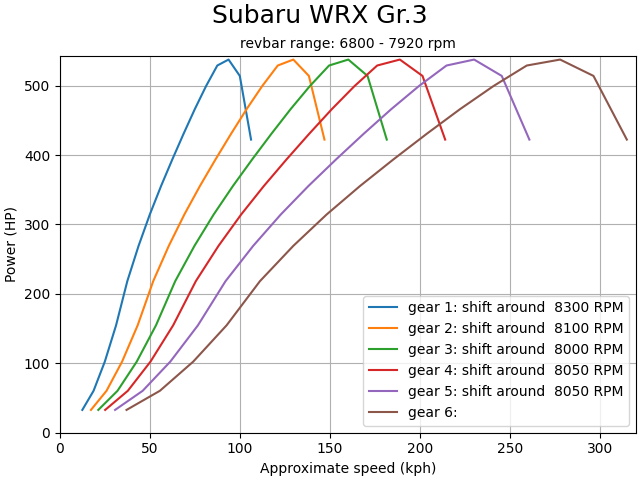 Subaru WRX Gr.3
revbar range: 6800 - 7920 rpm
Power (HP)
500
400
300
200
100
0
0 50 100 150 200 250 300
Approximate speed (kph)
gear 1: shift around  8300 RPM
gear 2: shift around  8100 RPM
gear 3: shift around  8000 RPM
gear 4: shift around  8050 RPM
gear 5: shift around  8050 RPM
gear 6: